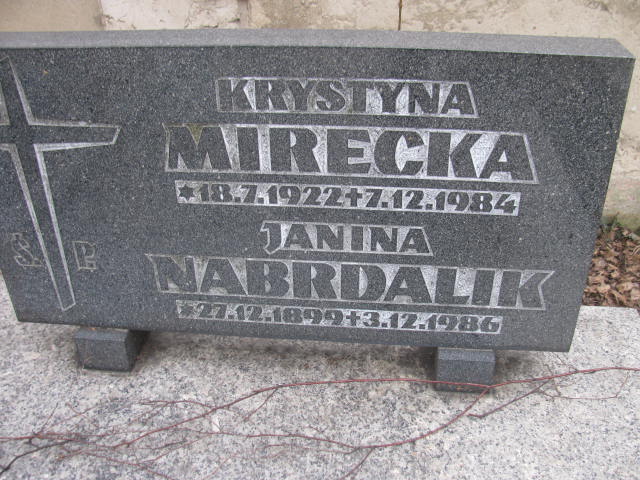 KRYSTYNA
MIRECKA
*18.7.1922+7.12.1984
JANINA
NABRDALIK
*27.12.1899+3.12.1986
Ś P